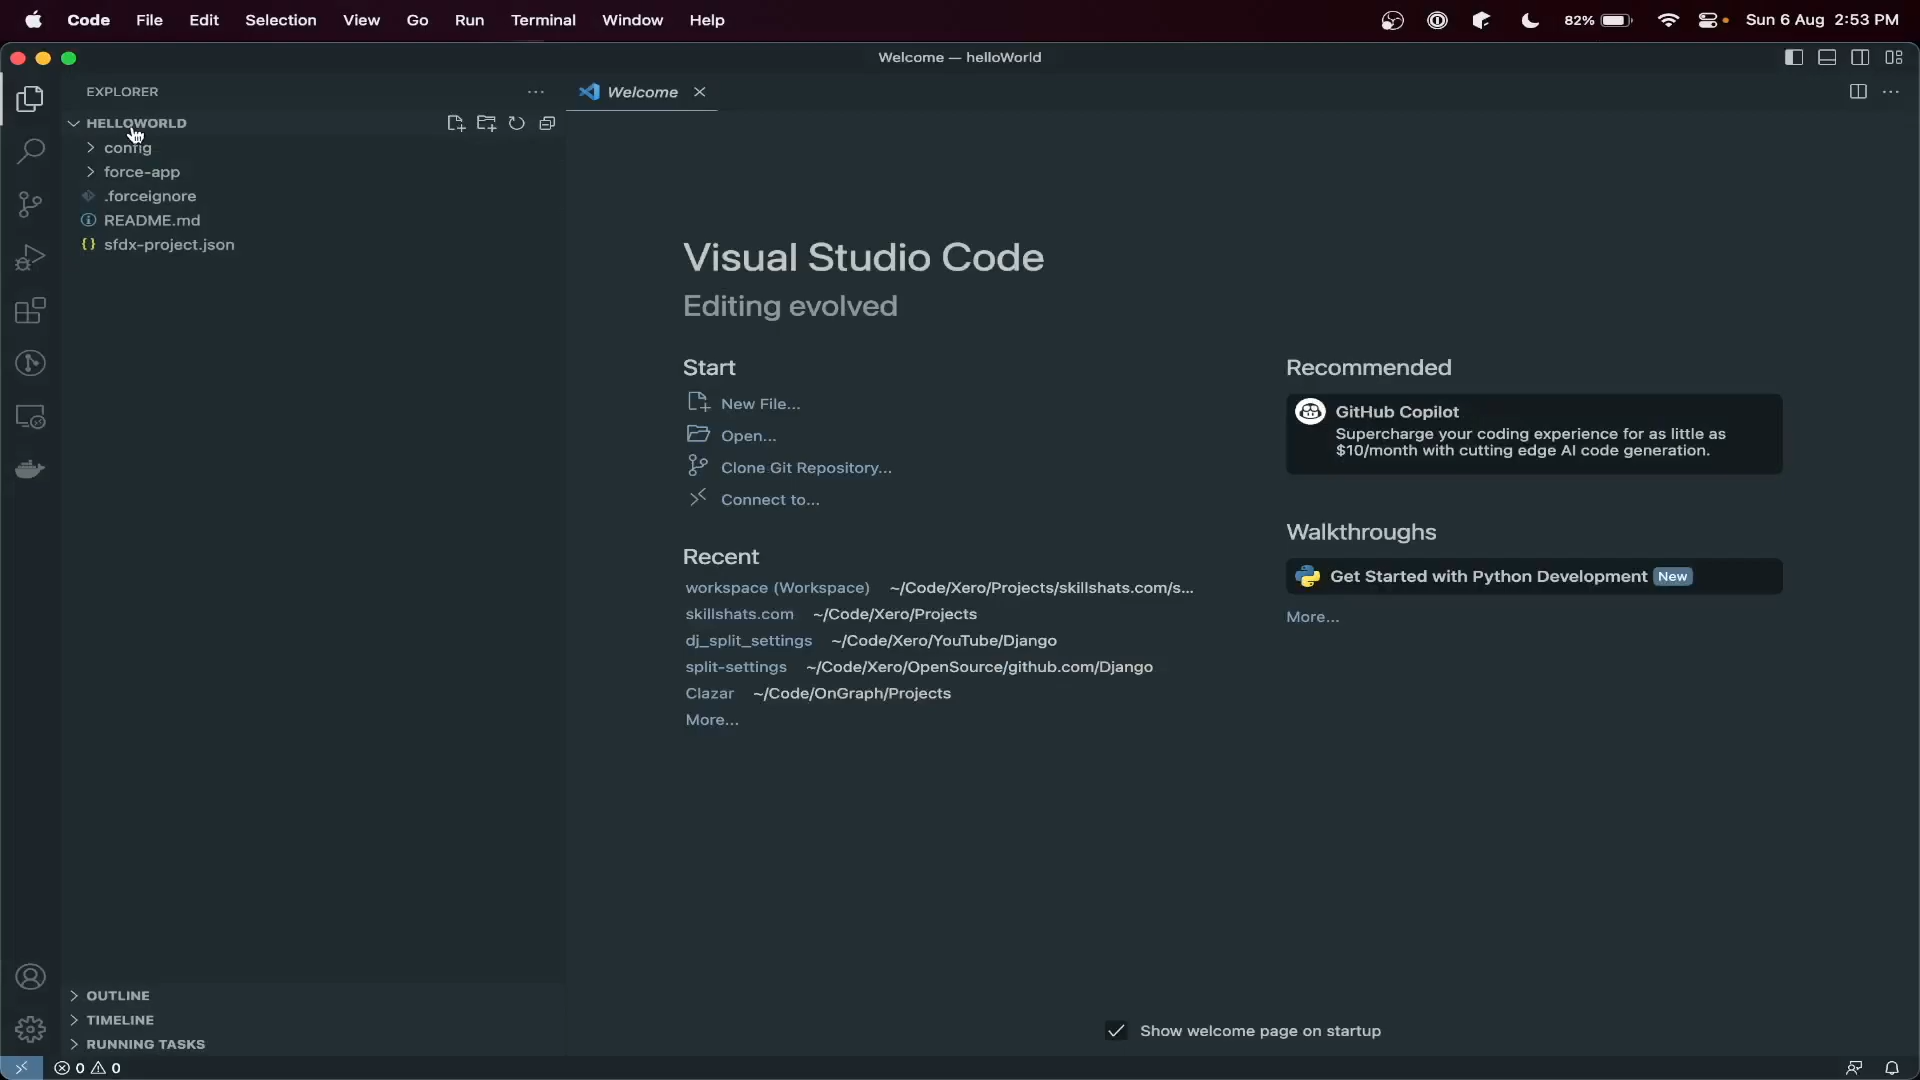 Code File Edit Selection View Go Run Terminal Window Help 82% Sun 6 Aug 2:53 PM
Welcome — helloWorld
EXPLORER
Welcome
HELLOWORLD
config
force-app
.forceignore
README.md
sfdx-project.json
Visual Studio Code
Editing evolved
Start
New File...
Open...
Clone Git Repository...
Connect to...
Recent
workspace (Workspace) ~/Code/Xero/Projects/skillshats.com/s...
skillshats.com ~/Code/Xero/Projects
dj_split_settings ~/Code/Xero/YouTube/Django
split-settings ~/Code/Xero/OpenSource/github.com/Django
Clazar ~/Code/OnGraph/Projects
More...
Recommended
GitHub Copilot
Supercharge your coding experience for as little as
$10/month with cutting edge AI code generation.
Walkthroughs
Get Started with Python Development New
More...
OUTLINE
TIMELINE
RUNNING TASKS
Show welcome page on startup
0 0